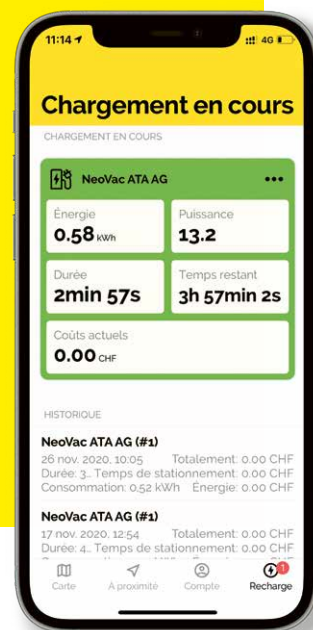 11:14 4G
Chargement en cours
CHARGEMENT EN COURS
NeoVac ATA AG
Énergie Puissance
0.58 kWh 13.2
Durée Temps restant
2min 57s 3h 57min 2s
Coûts actuels
0.00 CHF
HISTORIQUE
NeoVac ATA AG (#1)
26 nov. 2020, 10:05 Totalement: 0.00 CHF
Durée: 3... Temps de stationnement: 0.00 CHF
Consommation: 0,52 kWh Énergie: 0.00 CHF
NeoVac ATA AG (#1)
17 nov. 2020, 12:54 Totalement: 0.00 CHF
Durée: 4... Temps de stationnement: 0.00 CHF
Carte À proximité Compte Recharge 1